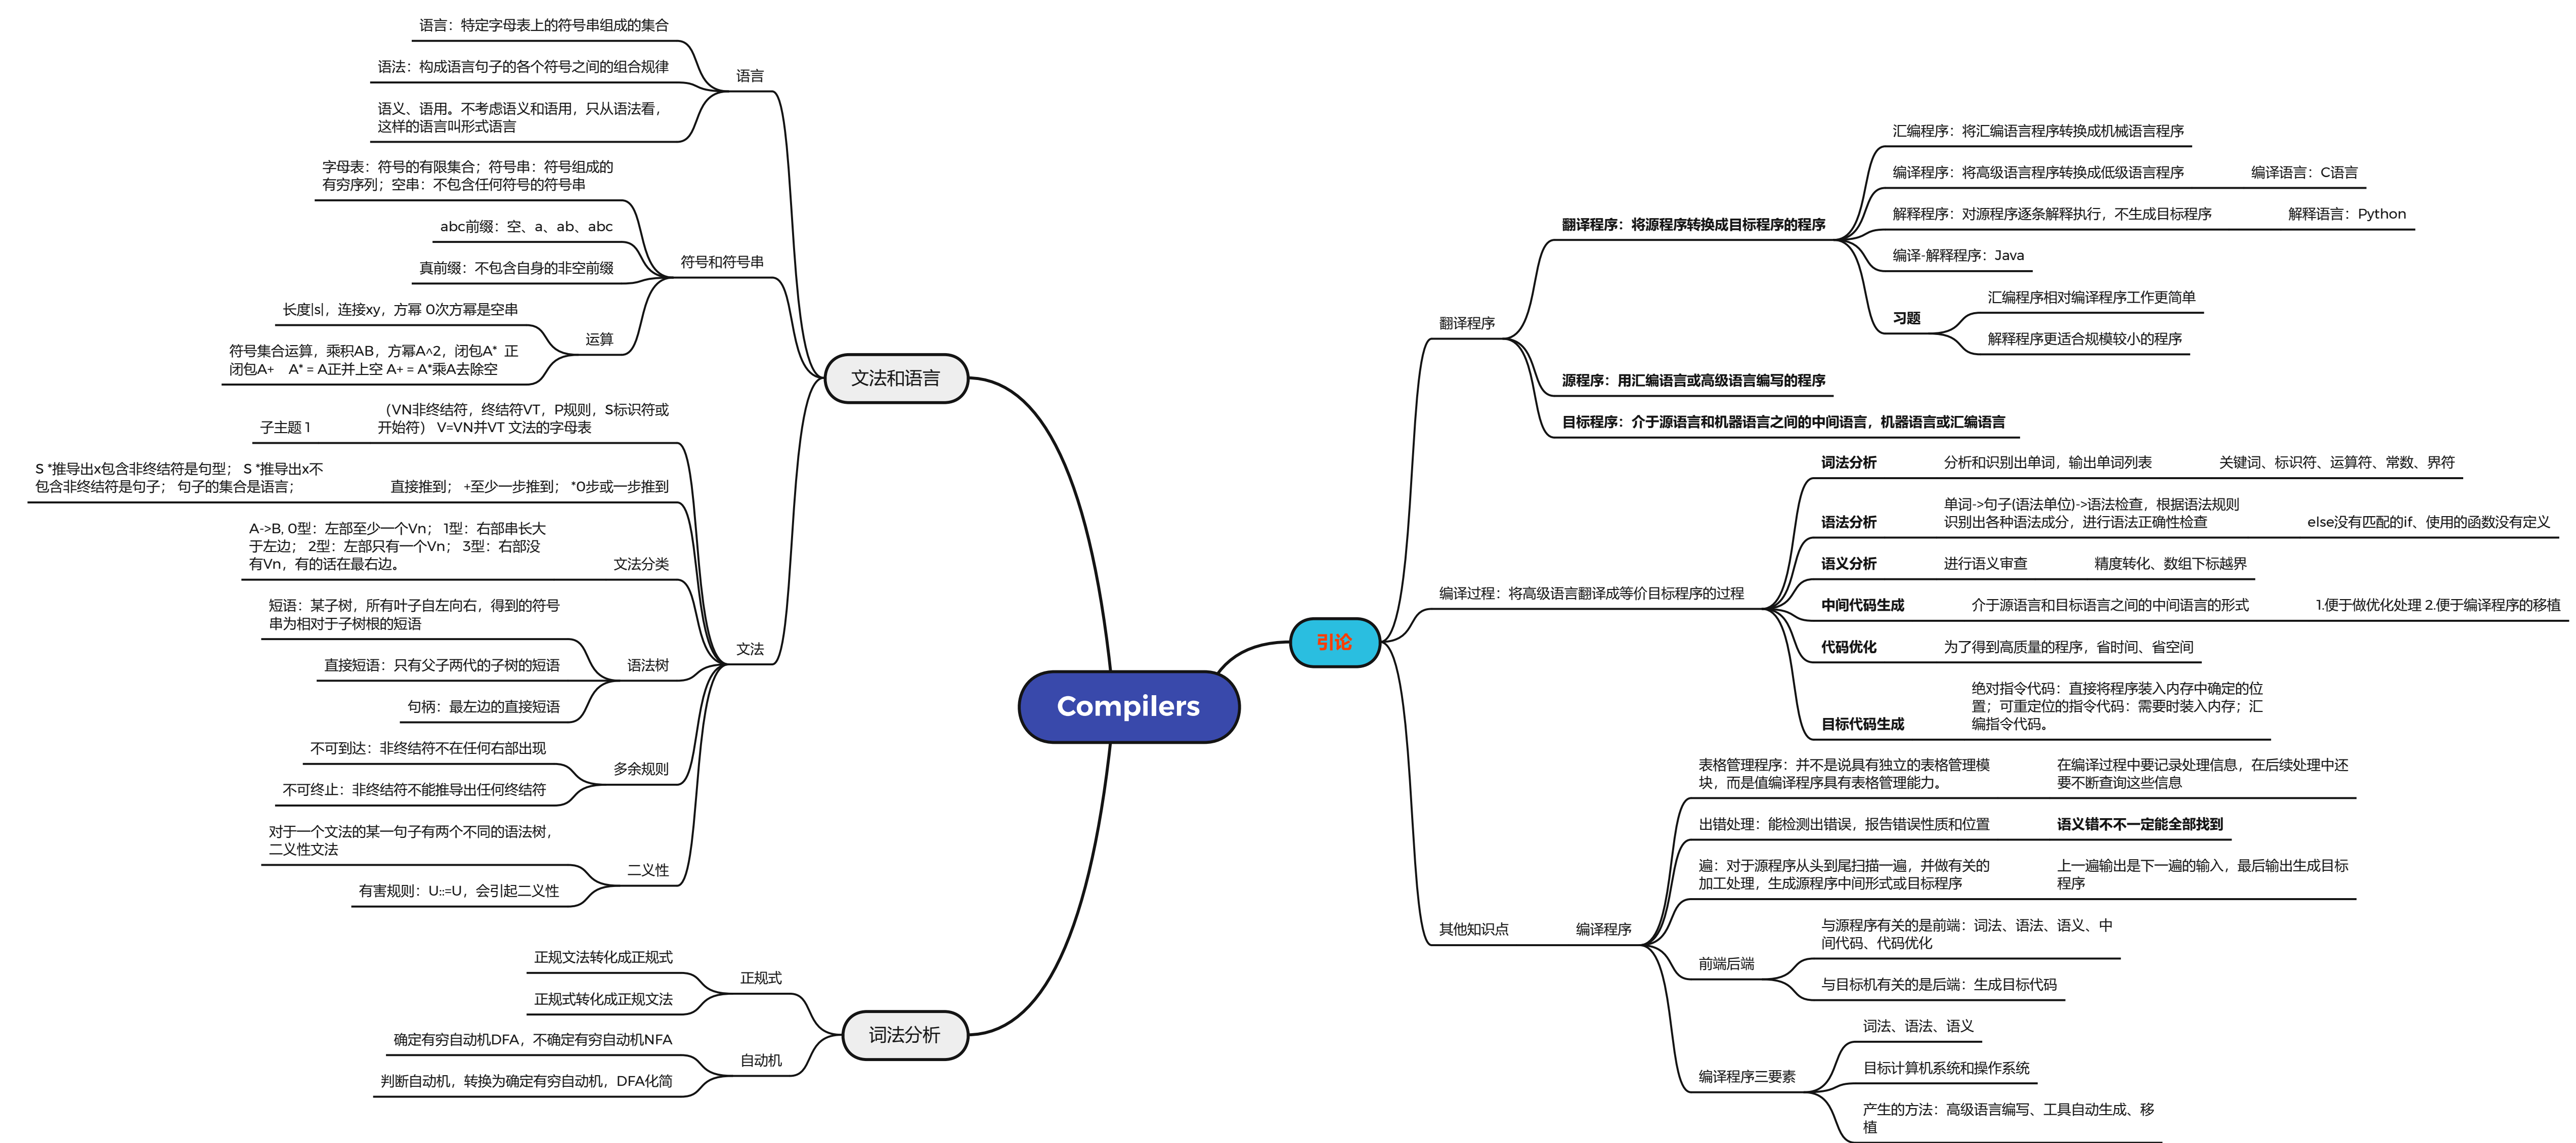 Compilers
引论
翻译程序
翻译程序：将源程序转换成目标程序的程序
汇编程序：将汇编语言程序转换成机械语言程序
编译程序：将高级语言程序转换成低级语言程序
编译语言：C语言
解释程序：对源程序逐条解释执行，不生成目标程序
解释语言：Python
编译-解释程序：Java
习题
汇编程序相对编译程序工作更简单
解释程序更适合规模较小的程序
源程序：用汇编语言或高级语言编写的程序
目标程序：介于源语言和机器语言之间的中间语言，机器语言或汇编语言
编译过程：将高级语言翻译成等价目标程序的过程
词法分析
分析和识别出单词，输出单词列表
关键词、标识符、运算符、常数、界符
语法分析
单词->句子(语法单位)->语法检查，根据语法规则
识别出各种语法成分，进行语法正确性检查
else没有匹配的if、使用的函数没有定义
语义分析
进行语义审查
精度转化、数组下标越界
中间代码生成
介于源语言和目标语言之间的中间语言的形式
1.便于做优化处理 2.便于编译程序的移植
代码优化
为了得到高质量的程序，省时间、省空间
目标代码生成
绝对指令代码：直接将程序装入内存中确定的位
置；可重定位的指令代码：需要时装入内存；汇
编指令代码。
其他知识点
编译程序
表格管理程序：并不是说具有独立的表格管理模
块，而是值编译程序具有表格管理能力。
在编译过程中要记录处理信息，在后续处理中还
要不断查询这些信息
出错处理：能检测出错误，报告错误性质和位置
语义错不不一定能全部找到
遍：对于源程序从头到尾扫描一遍，并做有关的
加工处理，生成源程序中间形式或目标程序
上一遍输出是下一遍的输入，最后输出生成目标
程序
前端后端
与源程序有关的是前端：词法、语法、语义、中
间代码、代码优化
与目标机有关的是后端：生成目标代码
编译程序三要素
词法、语法、语义
目标计算机系统和操作系统
产生的方法：高级语言编写、工具自动生成、移
植
文法和语言
语言
语言：特定字母表上的符号串组成的集合
语法：构成语言句子的各个符号之间的组合规律
语义、语用。不考虑语义和语用，只从语法看，
这样的语言叫形式语言
符号和符号串
字母表：符号的有限集合；符号串：符号组成的
有穷序列；空串：不包含任何符号的符号串
abc前缀：空、a、ab、abc
真前缀：不包含自身的非空前缀
运算
长度|s|，连接xy，方幂 0次方幂是空串
符号集合运算，乘积AB，方幂A^2，闭包A* 正
闭包A+ A* = A正并上空 A+ = A*乘A去除空
文法
（VN非终结符，终结符VT，P规则，S标识符或
开始符） V=VN并VT 文法的字母表
子主题 1
直接推到； +至少一步推到； *0步或一步推到
S *推导出x包含非终结符是句型； S *推导出x不
包含非终结符是句子； 句子的集合是语言；
文法分类
A->B, 0型：左部至少一个Vn； 1型：右部串长大
于左边； 2型：左部只有一个Vn； 3型：右部没
有Vn，有的话在最右边。
语法树
短语：某子树，所有叶子自左向右，得到的符号
串为相对于子树根的短语
直接短语：只有父子两代的子树的短语
句柄：最左边的直接短语
多余规则
不可到达：非终结符不在任何右部出现
不可终止：非终结符不能推导出任何终结符
二义性
对于一个文法的某一句子有两个不同的语法树，
二义性文法
有害规则：U::=U，会引起二义性
词法分析
正规式
正规文法转化成正规式
正规式转化成正规文法
自动机
确定有穷自动机DFA，不确定有穷自动机NFA
判断自动机，转换为确定有穷自动机，DFA化简